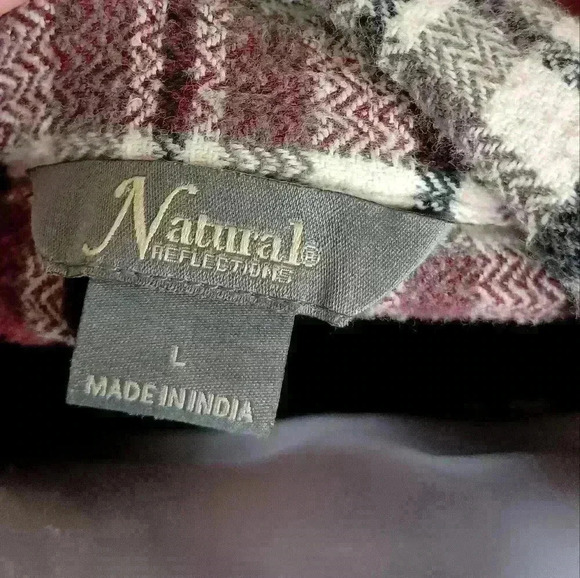 Natural®
REFLECTIONS
L
MADE IN INDIA